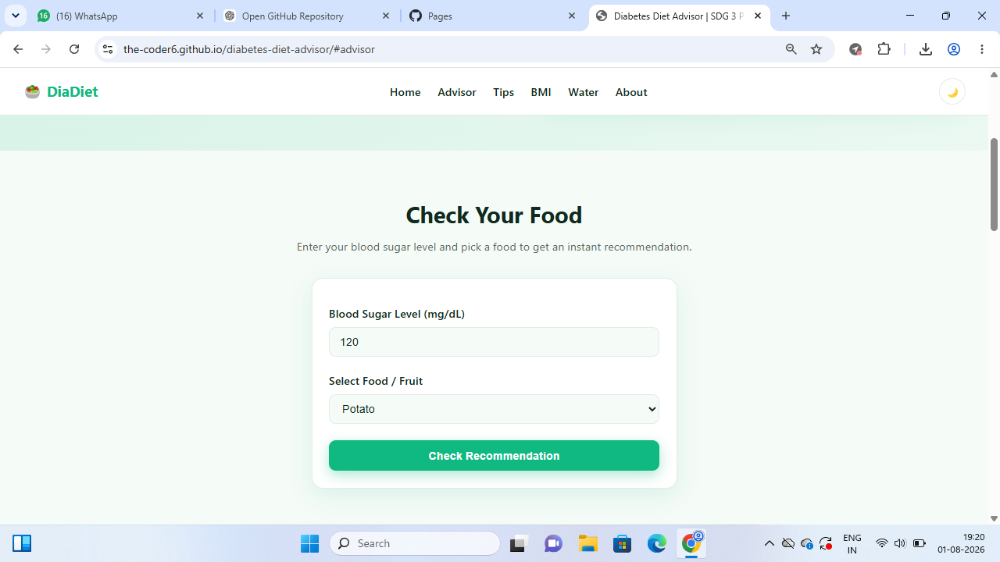 (16) WhatsApp
Open GitHub Repository
Pages
Diabetes Diet Advisor | SDG 3 P
the-coder6.github.io/diabetes-diet-advisor/#advisor
DiaDiet
Home Advisor Tips BMI Water About
Check Your Food
Enter your blood sugar level and pick a food to get an instant recommendation.
Blood Sugar Level (mg/dL)
120
Select Food / Fruit
Potato
Check Recommendation
Search
ENG
IN
19:20
01-08-2026